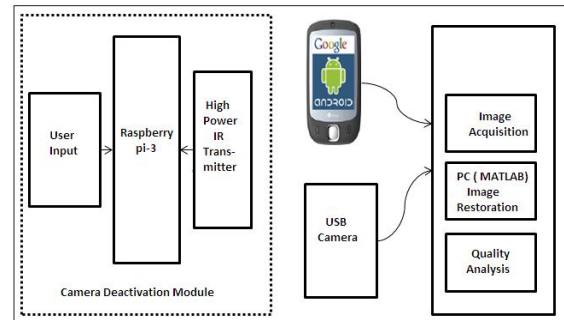 User
Input
Raspberry
pi-3
High
Power
IR
Trans-
mitter
Camera Deactivation Module
Google
ANDROID
USB
Camera
Image
Acquisition
PC ( MATLAB)
Image
Restoration
Quality
Analysis